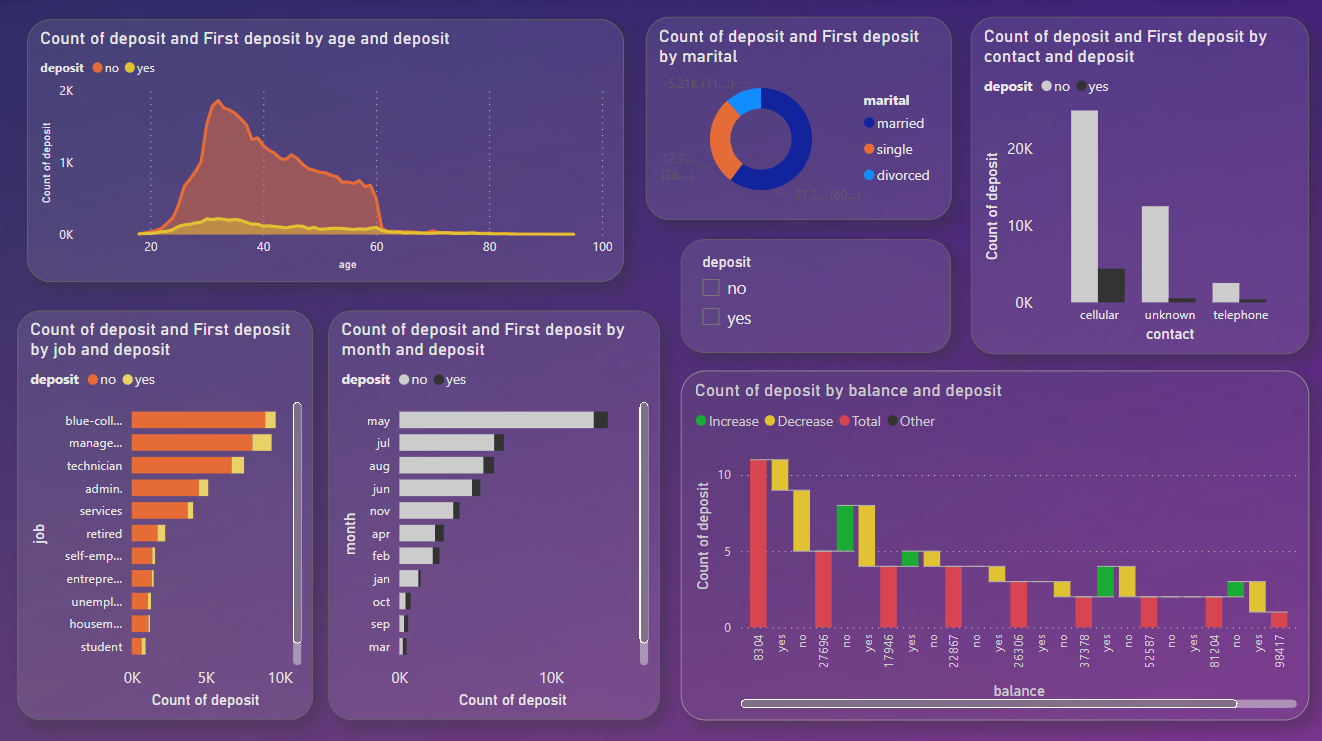 Count of deposit and First deposit by age and deposit
deposit no yes
2K
1K
0K
Count of deposit
20 40 60 80 100
age
Count of deposit and First deposit
by marital
5.21K (11....)
12.7...
(28....)
27.2... (60...)
marital
married
single
divorced
Count of deposit and First deposit by
contact and deposit
deposit no yes
20K
10K
0K
Count of deposit
cellular unknown telephone
contact
deposit
no
yes
Count of deposit and First deposit
by job and deposit
deposit no yes
blue-coll...
manage...
technician
admin.
services
retired
self-emp...
entrepre...
unempl...
housem...
student
job
0K 5K 10K
Count of deposit
Count of deposit and First deposit by
month and deposit
deposit no yes
may
jul
aug
jun
nov
apr
feb
jan
oct
sep
mar
month
0K 10K
Count of deposit
Count of deposit by balance and deposit
Increase Decrease Total Other
10
5
0
Count of deposit
8304 yes no 27696 no yes 17946 yes no 22867 no yes 26306 yes no 37378 yes no 52587 no yes 81204 no yes 98417
balance